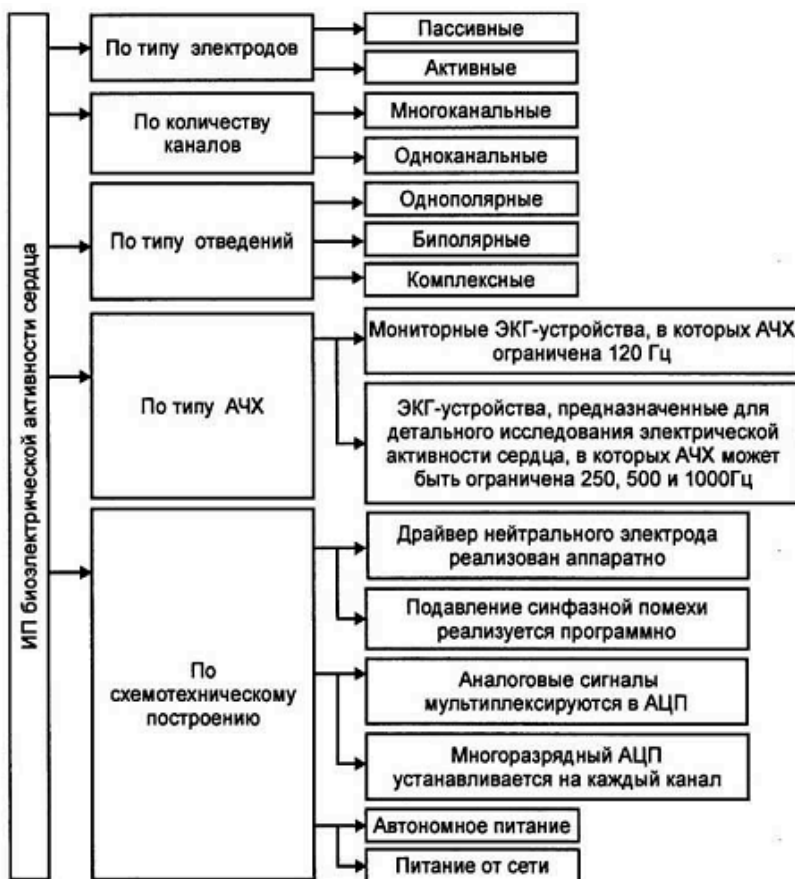 ИП биоэлектрической активности сердца
По типу электродов
Пассивные
Активные
По количеству
каналов
Многоканальные
Одноканальные
По типу отведений
Однополярные
Биполярные
Комплексные
По типу АЧХ
Мониторные ЭКГ-устройства, в которых АЧХ
ограничена 120 Гц
ЭКГ-устройства, предназначенные для
детального исследования электрической
активности сердца, в которых АЧХ может
быть ограничена 250, 500 и 1000Гц
По
схемотехническому
построению
Драйвер нейтрального электрода
реализован аппаратно
Подавление синфазной помехи
реализуется программно
Аналоговые сигналы
мультиплексируются в АЦП
Многоразрядный АЦП
устанавливается на каждый канал
Автономное питание
Питание от сети